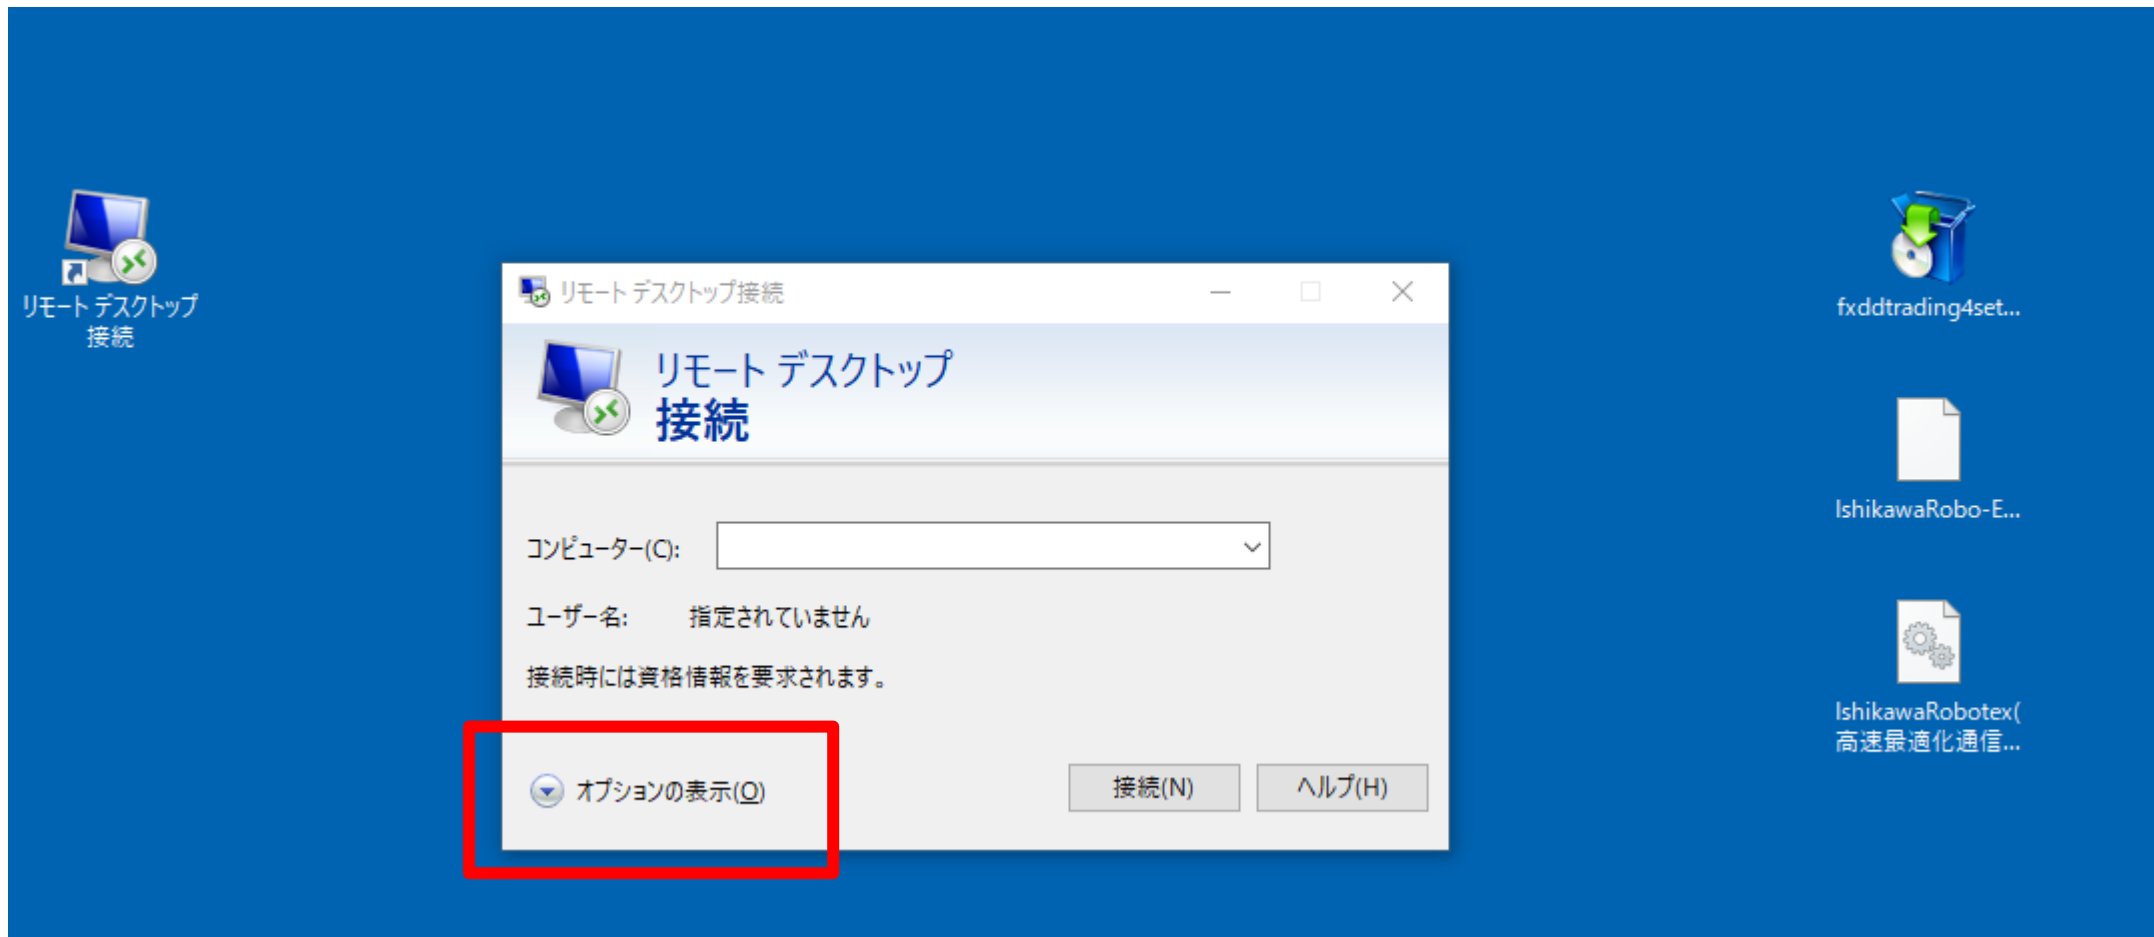 リモート デスクトップ
接続
リモート デスクトップ接続
リモート デスクトップ
接続
コンピューター(C):
ユーザー名: 指定されていません
接続時には資格情報を要求されます。
オプションの表示(O)
接続(N)
ヘルプ(H)
fxddtrading4set...
IshikawaRobo-E...
IshikawaRobotex(
高速最適化通信...